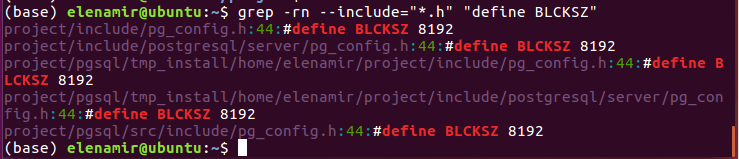 (base) elenamir@ubuntu:~$ grep -rn --include="*.h" "define BLCKSZ"
project/include/pg_config.h:44:#define BLCKSZ 8192
project/include/postgresql/server/pg_config.h:44:#define BLCKSZ 8192
project/pgsql/tmp_install/home/elenamir/project/include/pg_config.h:44:#define B
LCKSZ 8192
project/pgsql/tmp_install/home/elenamir/project/include/postgresql/server/pg_con
fig.h:44:#define BLCKSZ 8192
project/pgsql/src/include/pg_config.h:44:#define BLCKSZ 8192
(base) elenamir@ubuntu:~$